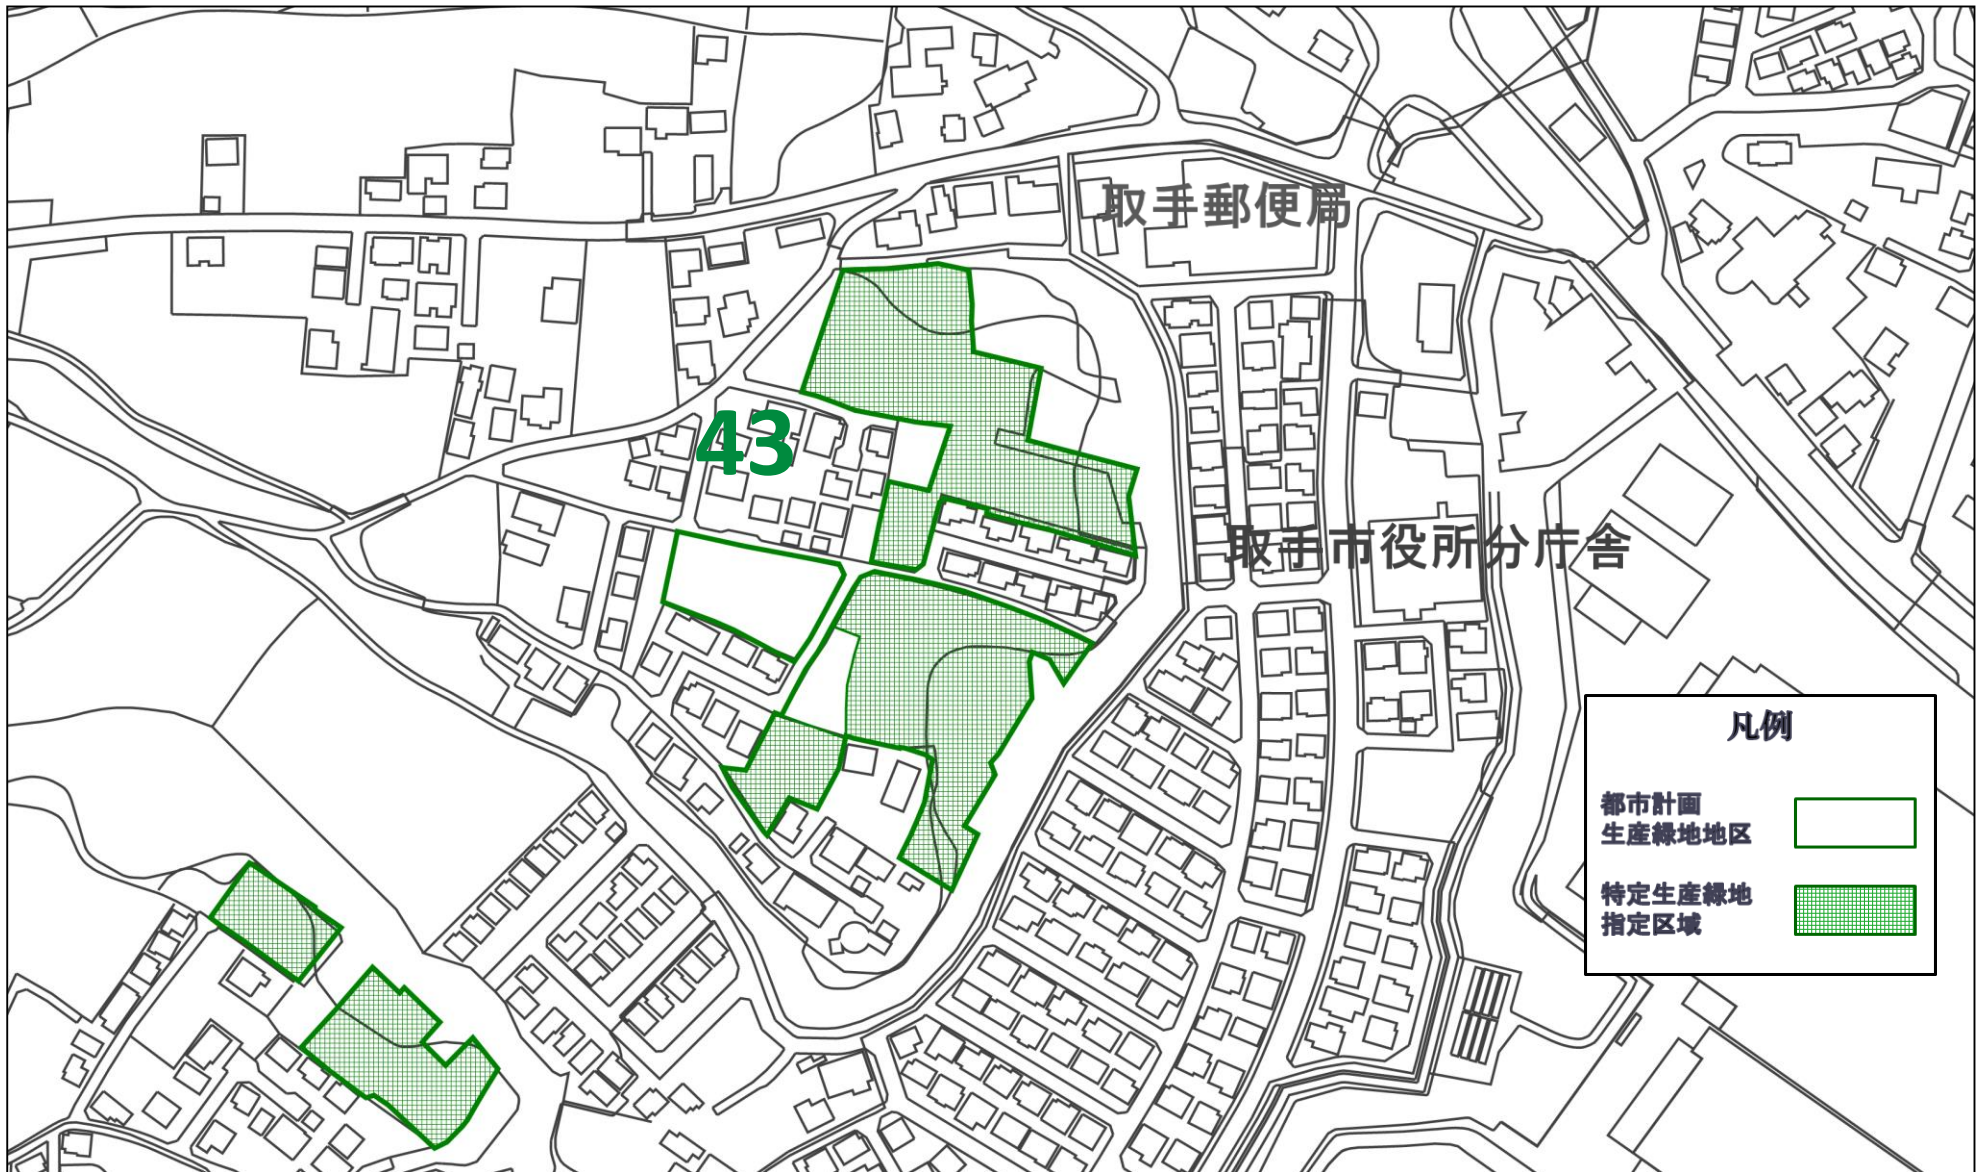 取手郵便局
43
取手市役所分庁舎
凡例
都市計画
生産緑地地区
特定生産緑地
指定区域